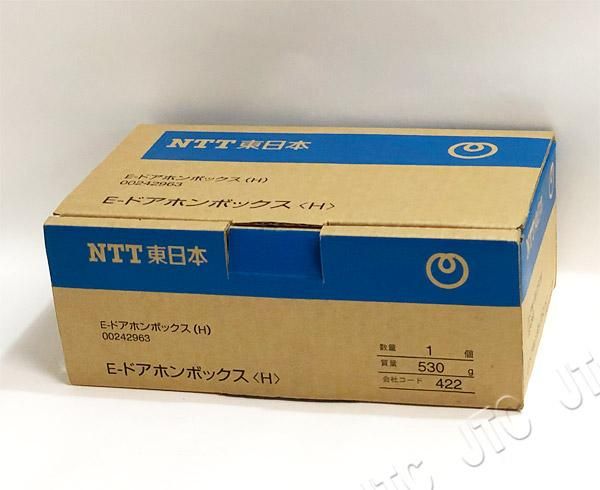 NTT東日本
E-ドアホンボックス(H)
00242963
E-ドアホンボックス〈H〉
NTT東日本
E-ドアホンボックス(H)
00242963
E-ドアホンボックス〈H〉
数量 1 個
質量 530 g
会社コード 422
JTC JTC JTC